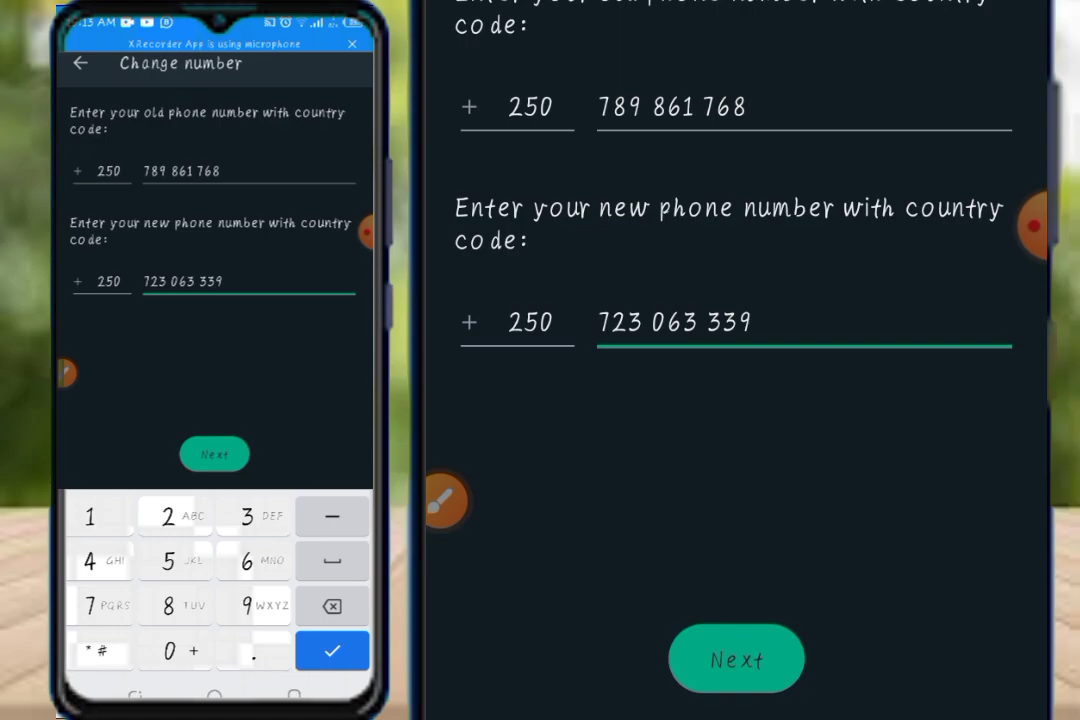 :13 AM
XRecorder App is using microphone
Change number
Enter your old phone number with country
code:
+ 250 789 861 768
Enter your new phone number with country
code:
+ 250 723 063 339
Next
1 2 ABC 3 DEF −
4 GHI 5 JKL 6 MNO
7 PQRS 8 TUV 9 WXYZ
* # 0 + .
code:
+ 250 789 861 768
Enter your new phone number with country
code:
+ 250 723 063 339
Next